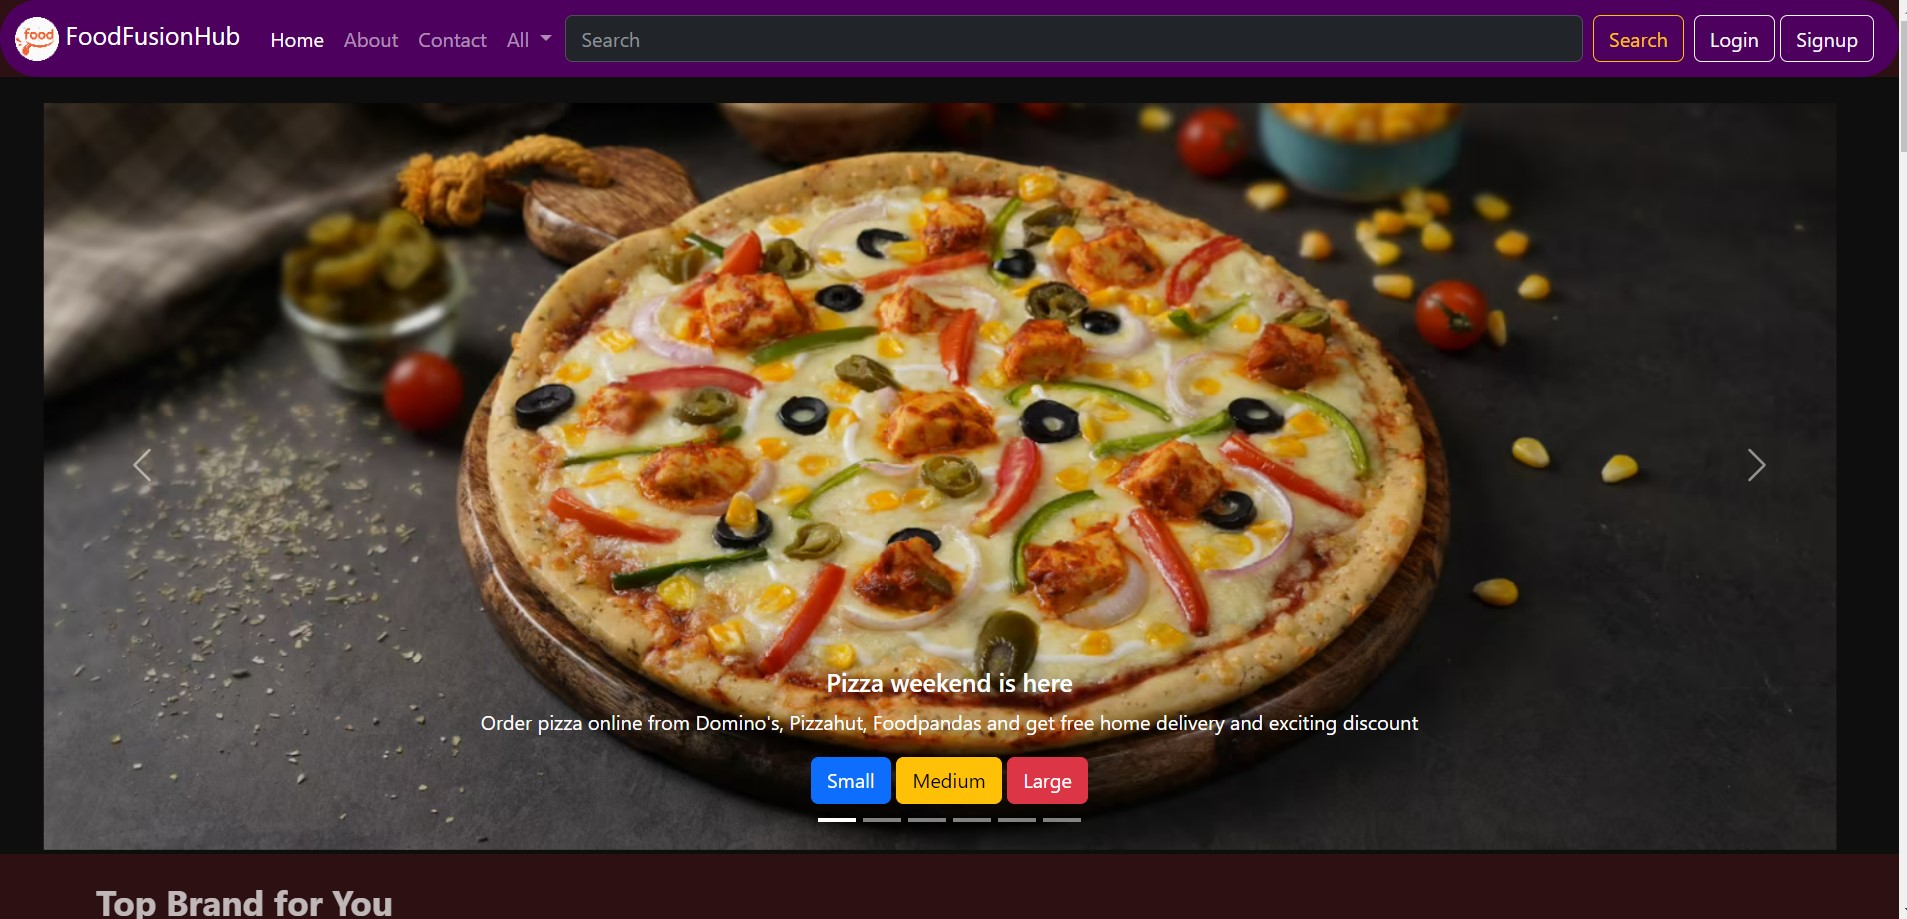 food
FoodFusionHub
Home
About
Contact
All
Search
Search
Login
Signup
Pizza weekend is here
Order pizza online from Domino's, Pizzahut, Foodpandas and get free home delivery and exciting discount
Small
Medium
Large
Top Brand for You